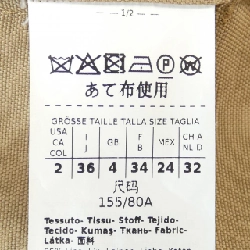 1/2
あて布使用
GRÖSSE TAILLE TALLA SIZE TAGLIA
USA CA COL I J GB F B MEX CH A NL D
2 36 4 34 24 32
尺码
155/80A
Tessuto- Tissu- Stoff- Tejido-
Tecido- Kumaş- Ткань- Fabric-
Látka- 面料